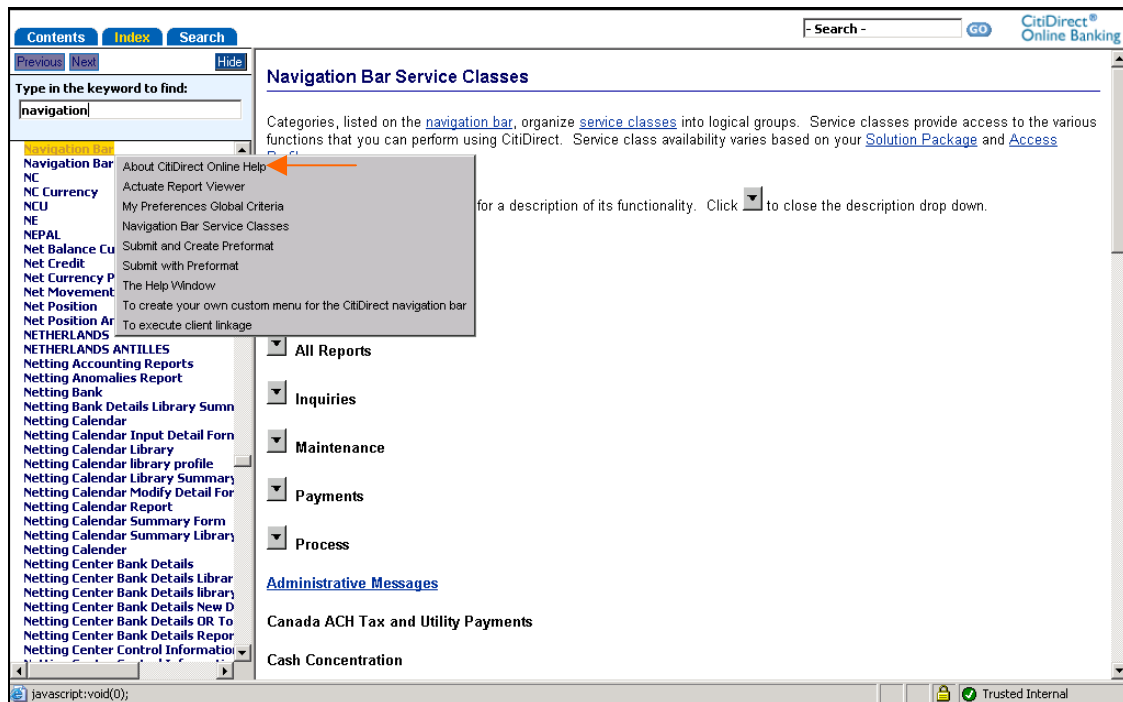 Contents Index Search
- Search - GO CitiDirect®
Online Banking
Previous Next Hide
Type in the keyword to find:
navigation
Navigation Bar
Navigation Bar
NC
NC Currency
NCU
NE
NEPAL
Net Balance Cu
Net Credit
Net Currency P
Net Movement
Net Position
Net Position Ar
NETHERLANDS
NETHERLANDS ANTILLES
Netting Accounting Reports
Netting Anomalies Report
Netting Bank
Netting Bank Details Library Summ
Netting Calendar
Netting Calendar Input Detail Form
Netting Calendar Library
Netting Calendar library profile
Netting Calendar Library Summary
Netting Calendar Modify Detail For
Netting Calendar Report
Netting Calendar Summary Form
Netting Calendar Summary Library
Netting Calender
Netting Center Bank Details
Netting Center Bank Details Librar
Netting Center Bank Details library
Netting Center Bank Details New D
Netting Center Bank Details OR To
Netting Center Bank Details Repor
Netting Center Control Information
About CitiDirect Online Help
Actuate Report Viewer
My Preferences Global Criteria
Navigation Bar Service Classes
Submit and Create Preformat
Submit with Preformat
The Help Window
To create your own custom menu for the CitiDirect navigation bar
To execute client linkage
Navigation Bar Service Classes
Categories, listed on the navigation bar, organize service classes into logical groups. Service classes provide access to the various
functions that you can perform using CitiDirect. Service class availability varies based on your Solution Package and Access
for a description of its functionality. Click to close the description drop down.
All Reports
Inquiries
Maintenance
Payments
Process
Administrative Messages
Canada ACH Tax and Utility Payments
Cash Concentration
javascript:void(0); Trusted Internal